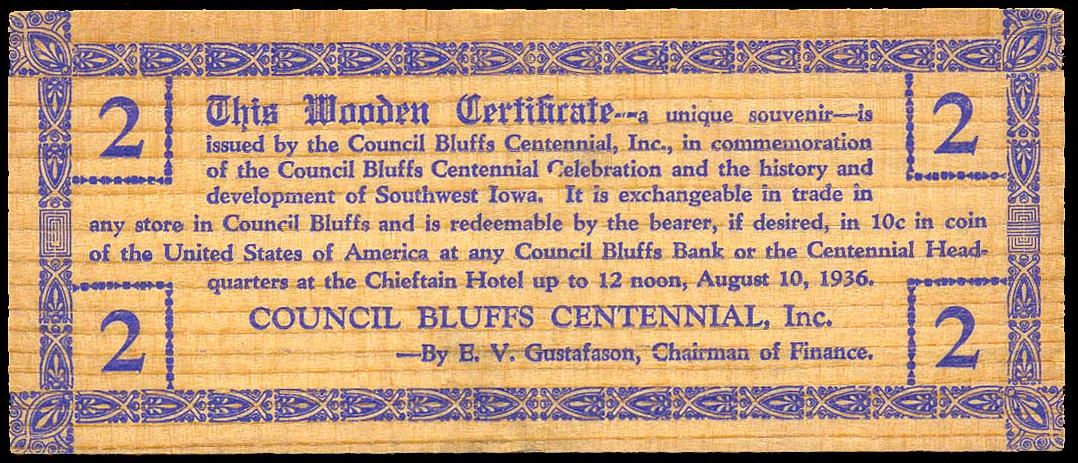 2
2
This Wooden Certificate--a unique souvenir—is
issued by the Council Bluffs Centennial, Inc., in commemoration
of the Council Bluffs Centennial Celebration and the history and
development of Southwest Iowa. It is exchangeable in trade in
any store in Council Bluffs and is redeemable by the bearer, if desired, in 10c in coin
of the United States of America at any Council Bluffs Bank or the Centennial Head-
quarters at the Chieftain Hotel up to 12 noon, August 10, 1936.
COUNCIL BLUFFS CENTENNIAL, Inc.
—By E. V. Gustafason, Chairman of Finance.
2
2